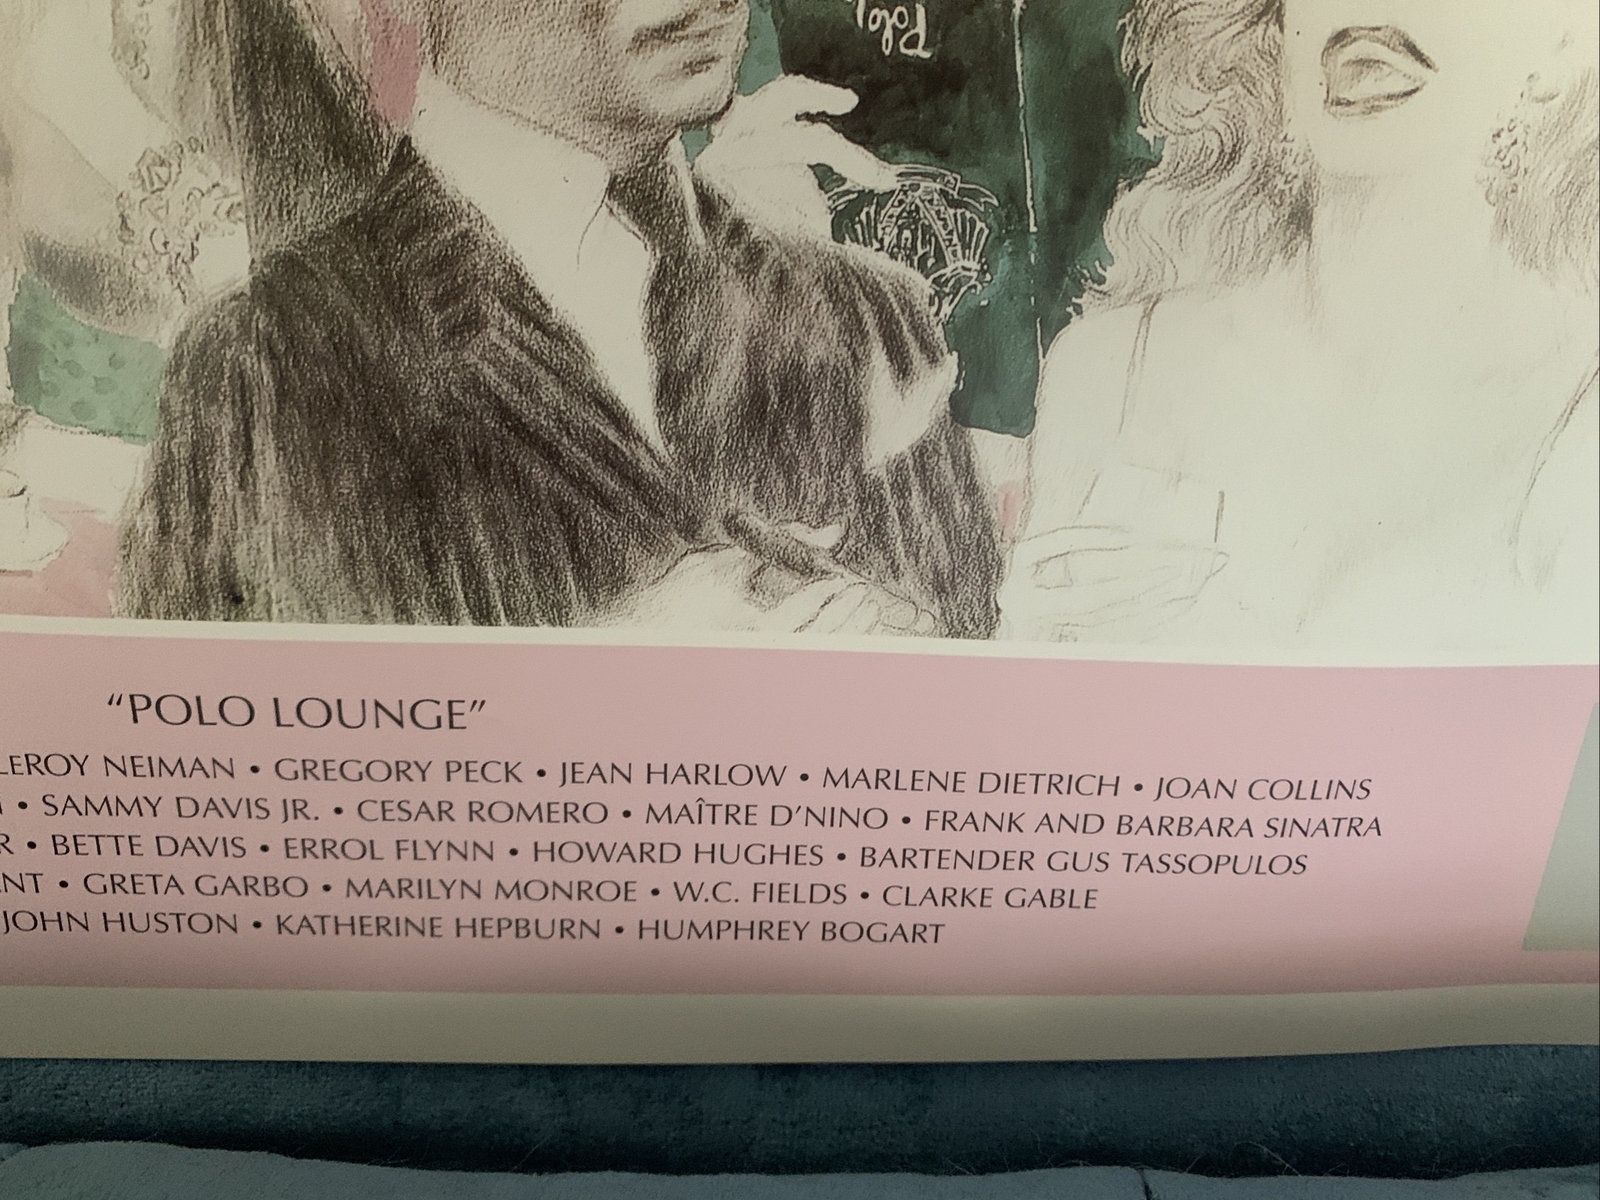 Polo
"POLO LOUNGE"
LEROY NEIMAN • GREGORY PECK • JEAN HARLOW • MARLENE DIETRICH • JOAN COLLINS
• SAMMY DAVIS JR. • CESAR ROMERO • MAÎTRE D'NINO • FRANK AND BARBARA SINATRA
R • BETTE DAVIS • ERROL FLYNN • HOWARD HUGHES • BARTENDER GUS TASSOPULOS
NT • GRETA GARBO • MARILYN MONROE • W.C. FIELDS • CLARKE GABLE
JOHN HUSTON • KATHERINE HEPBURN • HUMPHREY BOGART